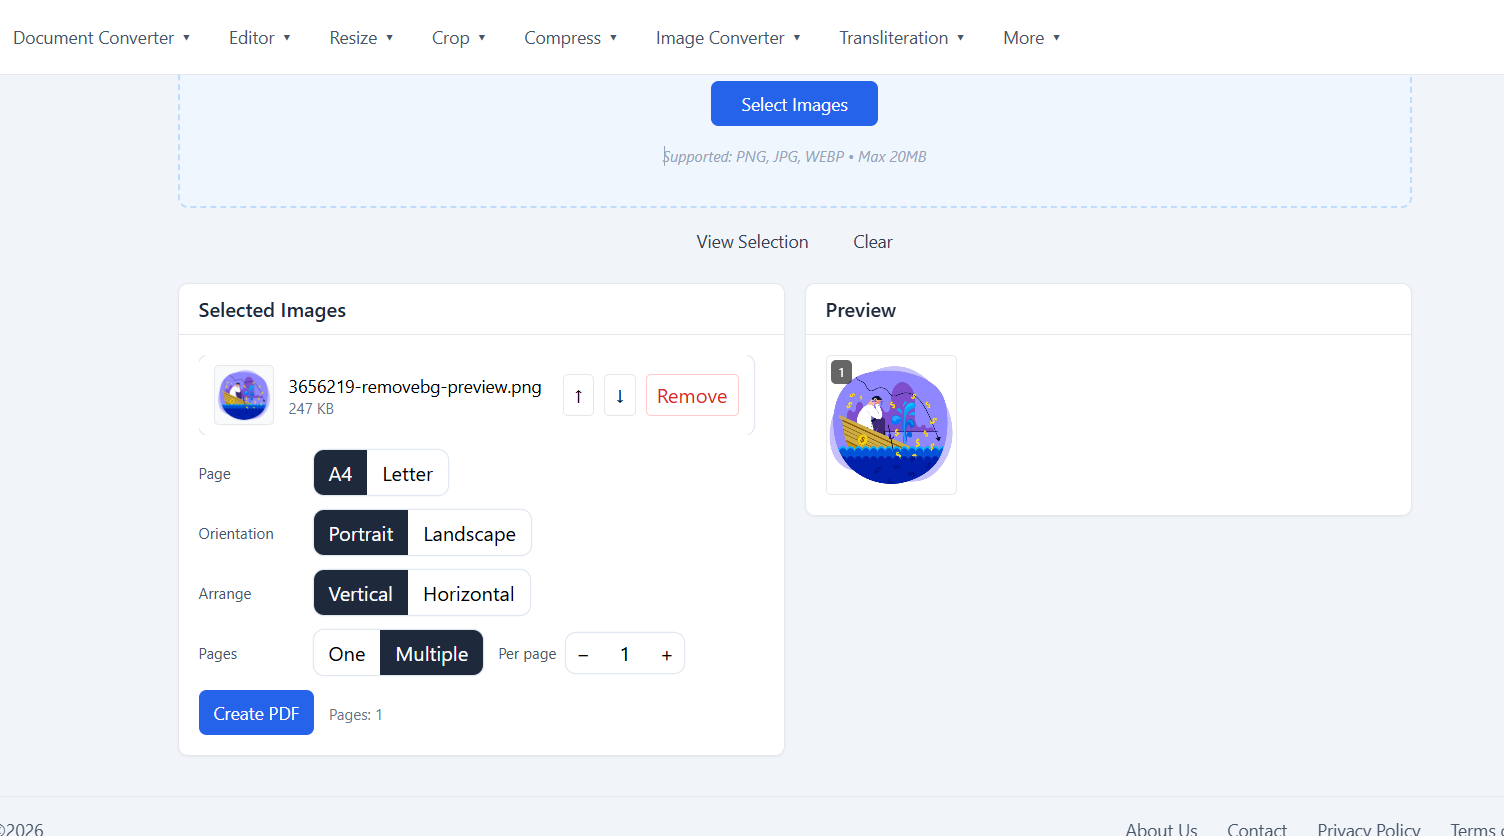 Document Converter ▼ Editor ▼ Resize ▼ Crop ▼ Compress ▼ Image Converter ▼ Transliteration ▼ More ▼
Select Images
Supported: PNG, JPG, WEBP • Max 20MB
View Selection Clear
Selected Images
3656219-removebg-preview.png
247 KB
↑ ↓ Remove
Page A4 Letter
Orientation Portrait Landscape
Arrange Vertical Horizontal
Pages One Multiple Per page − 1 +
Create PDF Pages: 1
Preview
1
©2026
About Us Contact Privacy Policy Terms